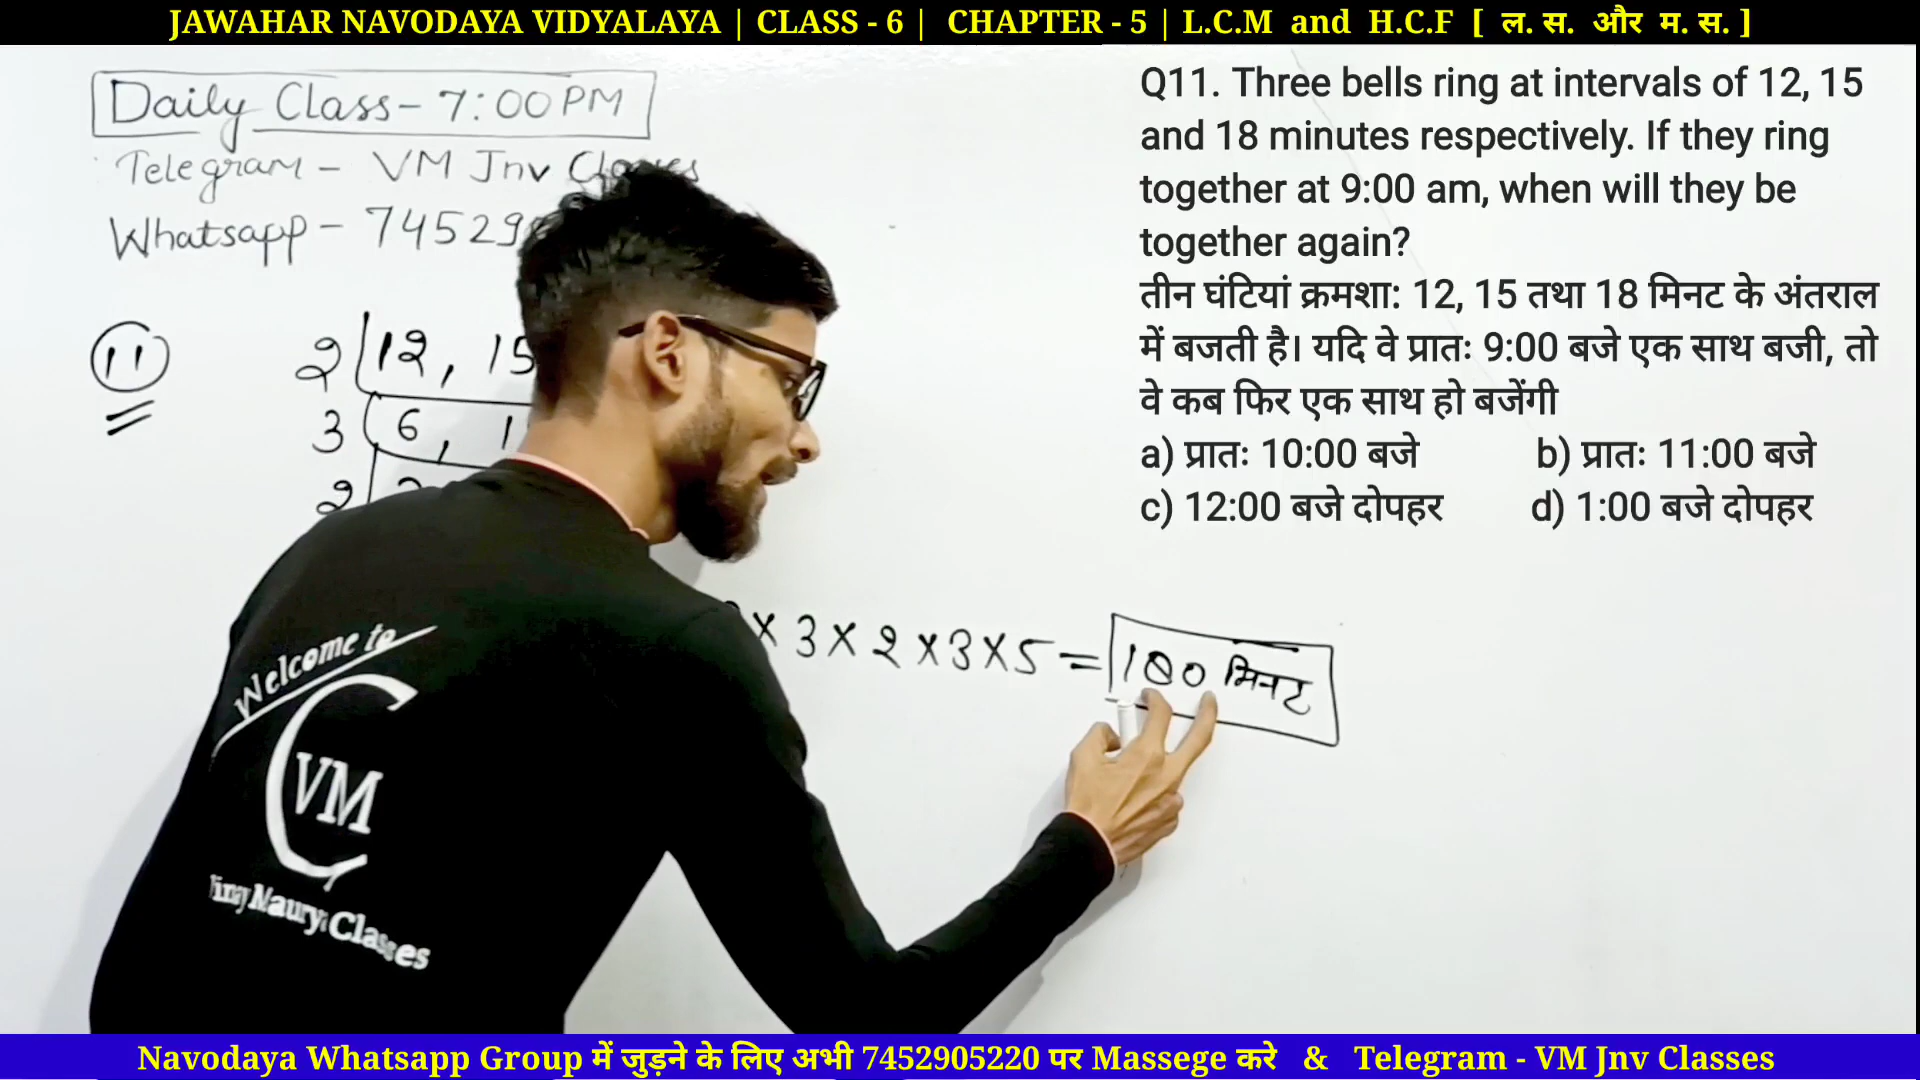 JAWAHAR NAVODAYA VIDYALAYA | CLASS - 6 | CHAPTER - 5 | L.C.M and H.C.F [ ल. स. और म. स. ]
Daily Class - 7:00 PM
Telegram - VM Jnv Classes
Whatsapp - 74529
11
2 12, 15
3 6, 1
2
× 3 × 2 × 3 × 5 = 180 मिनट
Q11. Three bells ring at intervals of 12, 15
and 18 minutes respectively. If they ring
together at 9:00 am, when will they be
together again?
तीन घंटियां क्रमशा: 12, 15 तथा 18 मिनट के अंतराल
में बजती है। यदि वे प्रातः 9:00 बजे एक साथ बजी, तो
वे कब फिर एक साथ हो बजेंगी
a) प्रातः 10:00 बजे b) प्रातः 11:00 बजे
c) 12:00 बजे दोपहर d) 1:00 बजे दोपहर
Welcome to
VM
Classes
Navodaya Whatsapp Group में जुड़ने के लिए अभी 7452905220 पर Massege करे & Telegram - VM Jnv Classes